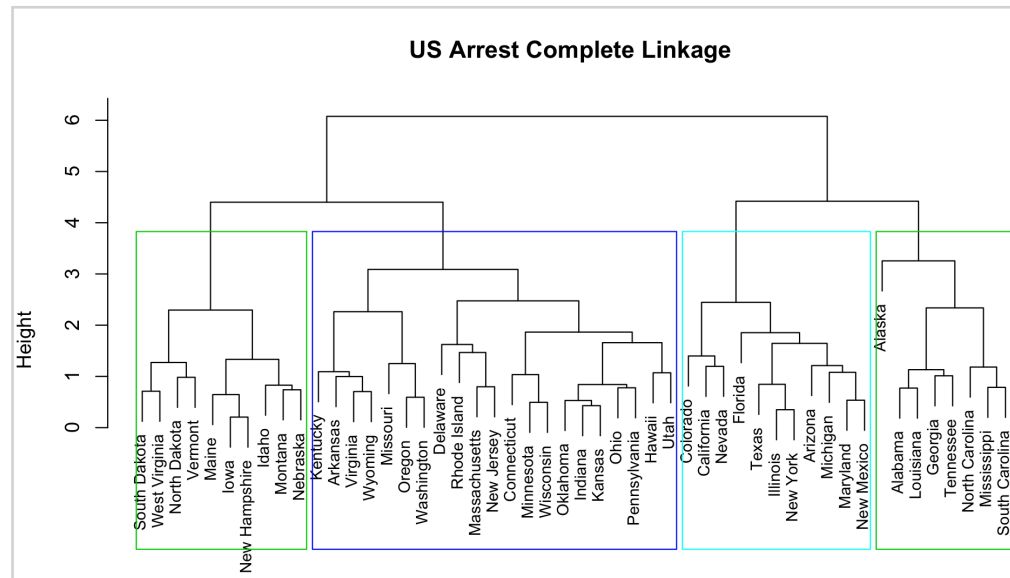 US Arrest Complete Linkage
Height
6
5
4
3
2
1
0
South Dakota
West Virginia
North Dakota
Vermont
Maine
Iowa
New Hampshire
Idaho
Montana
Nebraska
Kentucky
Arkansas
Virginia
Wyoming
Missouri
Oregon
Washington
Delaware
Rhode Island
Massachusetts
New Jersey
Connecticut
Minnesota
Wisconsin
Oklahoma
Indiana
Kansas
Ohio
Pennsylvania
Hawaii
Utah
Colorado
California
Nevada
Florida
Texas
Illinois
New York
Arizona
Michigan
Maryland
New Mexico
Alaska
Alabama
Louisiana
Georgia
Tennessee
North Carolina
Mississippi
South Carolina